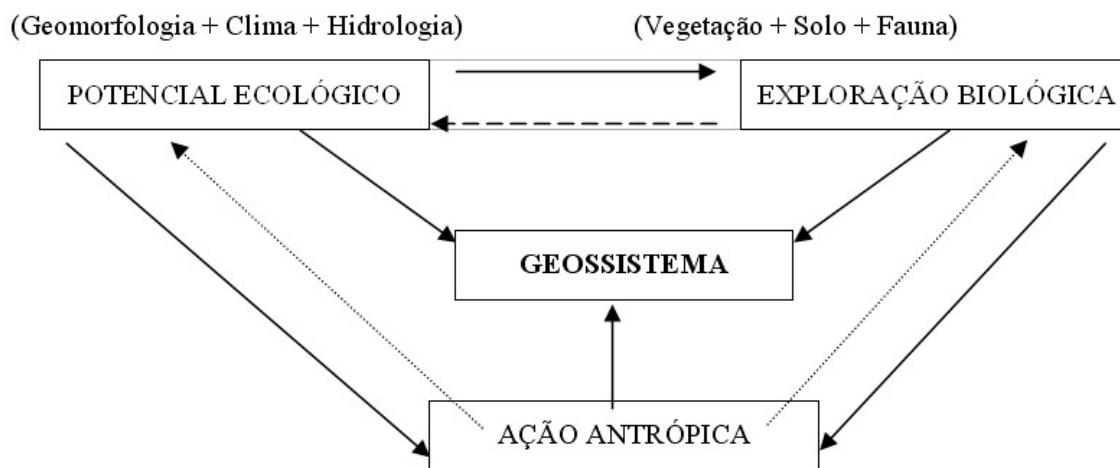 (Geomorfologia + Clima + Hidrologia)
(Vegetação + Solo + Fauna)
POTENCIAL ECOLÓGICO
EXPLORAÇÃO BIOLÓGICA
GEOSSISTEMA
AÇÃO ANTRÓPICA